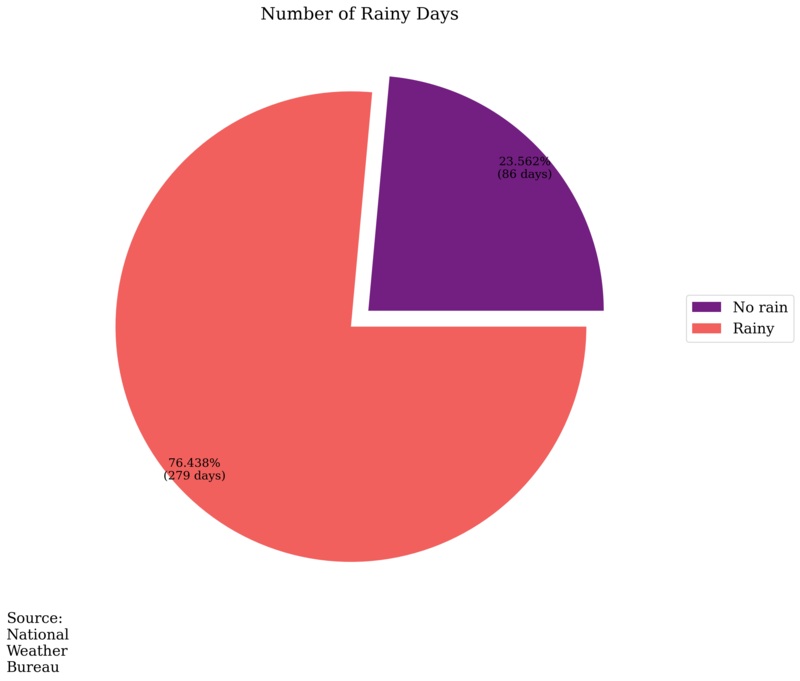 Number of Rainy Days
23.562%
(86 days)
No rain
Rainy
76.438%
(279 days)
Source:
National
Weather
Bureau